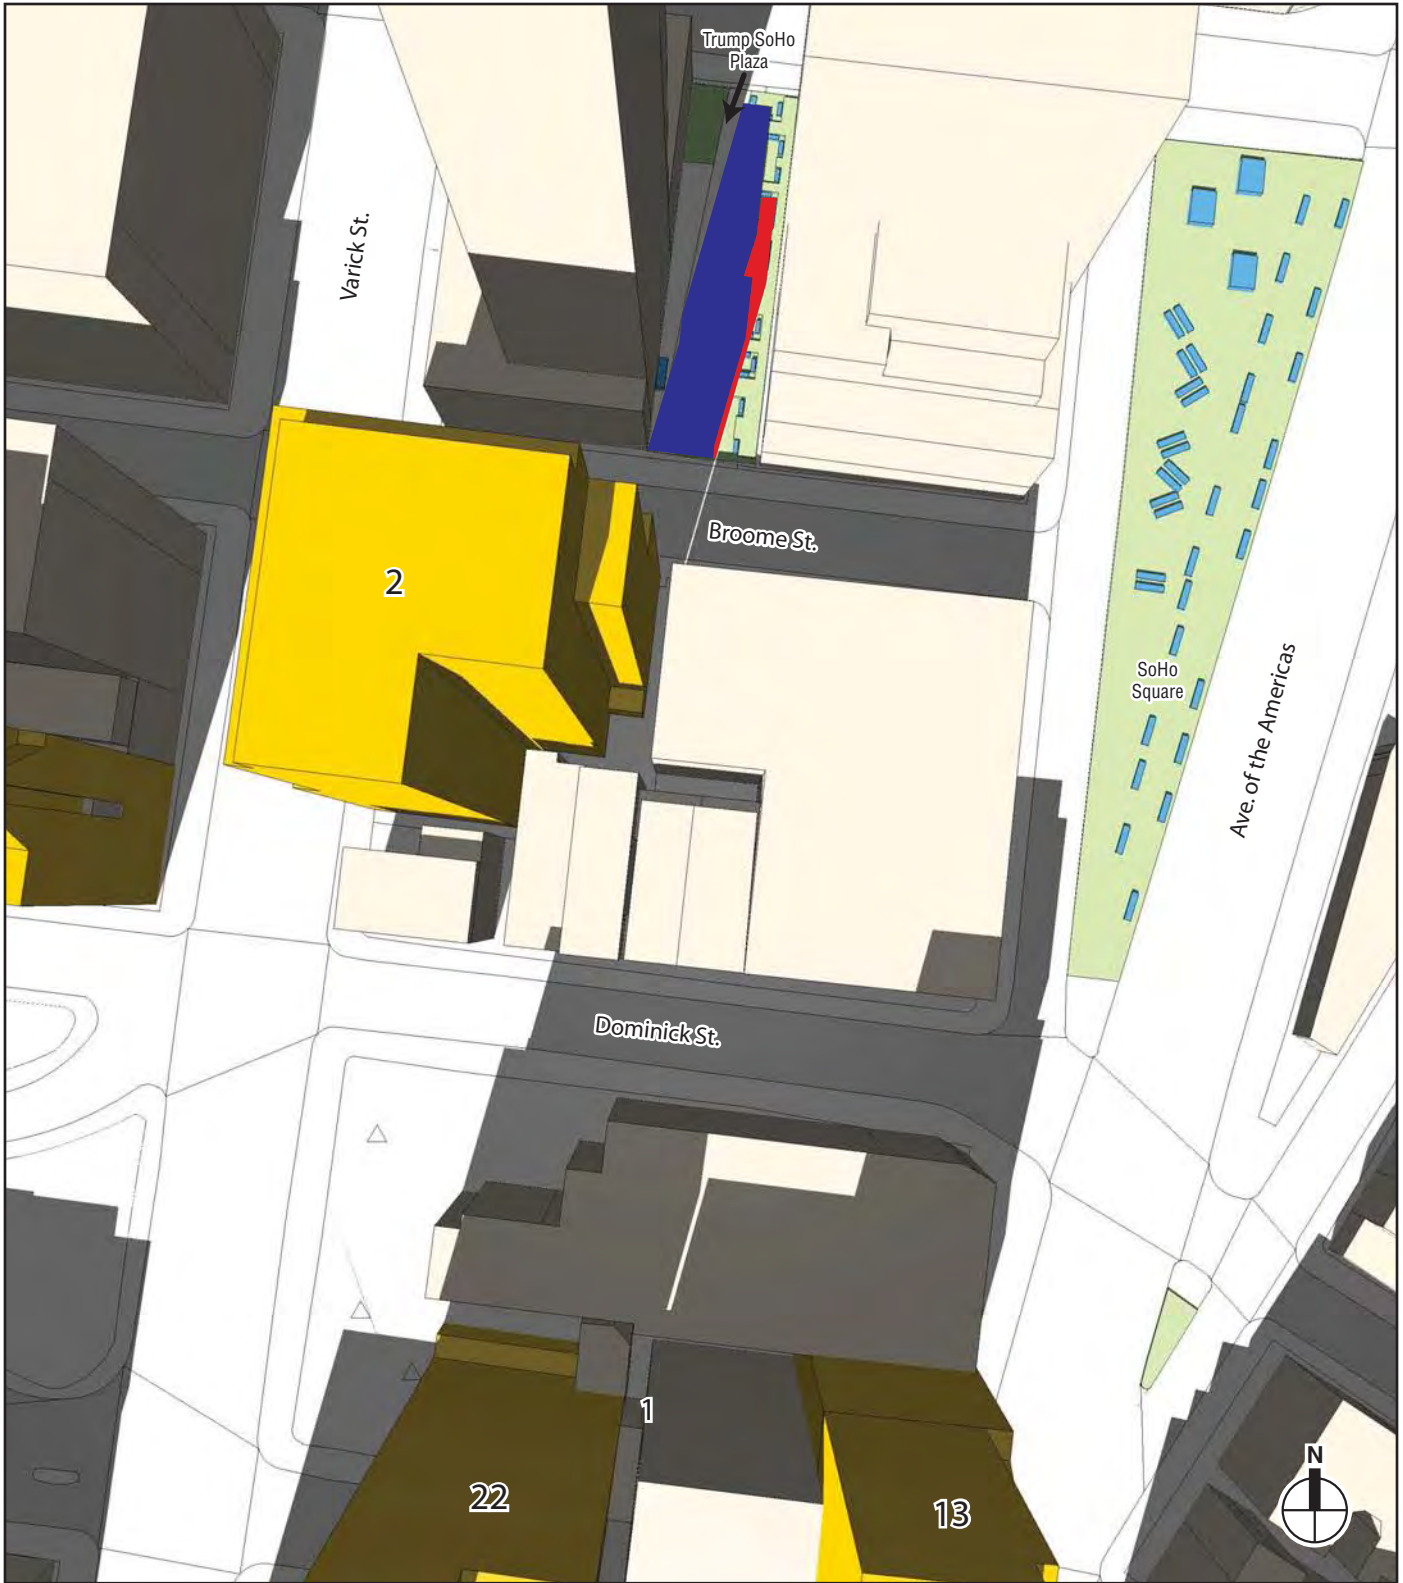 Trump SoHo
Plaza
Varick St.
Broome St.
2
SoHo
Square
Ave. of the Americas
Dominick St.
1
22
13
N